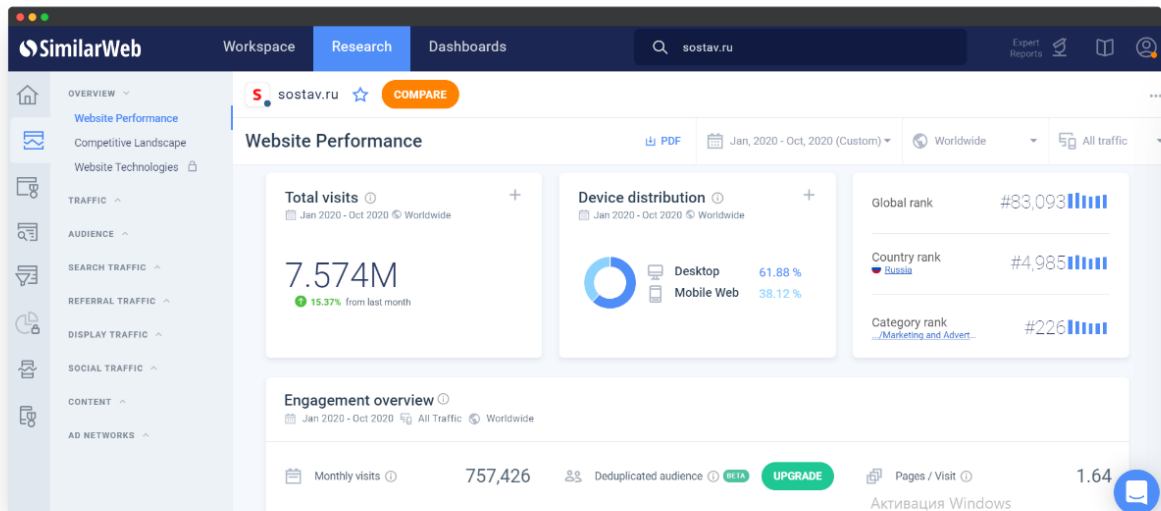 SimilarWeb Workspace Research Dashboards sostav.ru Expert Reports
OVERVIEW
Website Performance
Competitive Landscape
Website Technologies
TRAFFIC
AUDIENCE
SEARCH TRAFFIC
REFERRAL TRAFFIC
DISPLAY TRAFFIC
SOCIAL TRAFFIC
CONTENT
AD NETWORKS
S sostav.ru COMPARE
Website Performance PDF Jan, 2020 - Oct, 2020 (Custom) Worldwide All traffic
Total visits
Jan 2020 - Oct 2020 Worldwide
7.574M
15.37% from last month
Device distribution
Jan 2020 - Oct 2020 Worldwide
Desktop 61.88 %
Mobile Web 38.12 %
Global rank #83,093
Country rank #4,985
Russia
Category rank #226
.../Marketing and Advert...
Engagement overview
Jan 2020 - Oct 2020 All Traffic Worldwide
Monthly visits 757,426 Deduplicated audience BETA UPGRADE Pages / Visit 1.64
Активация Windows